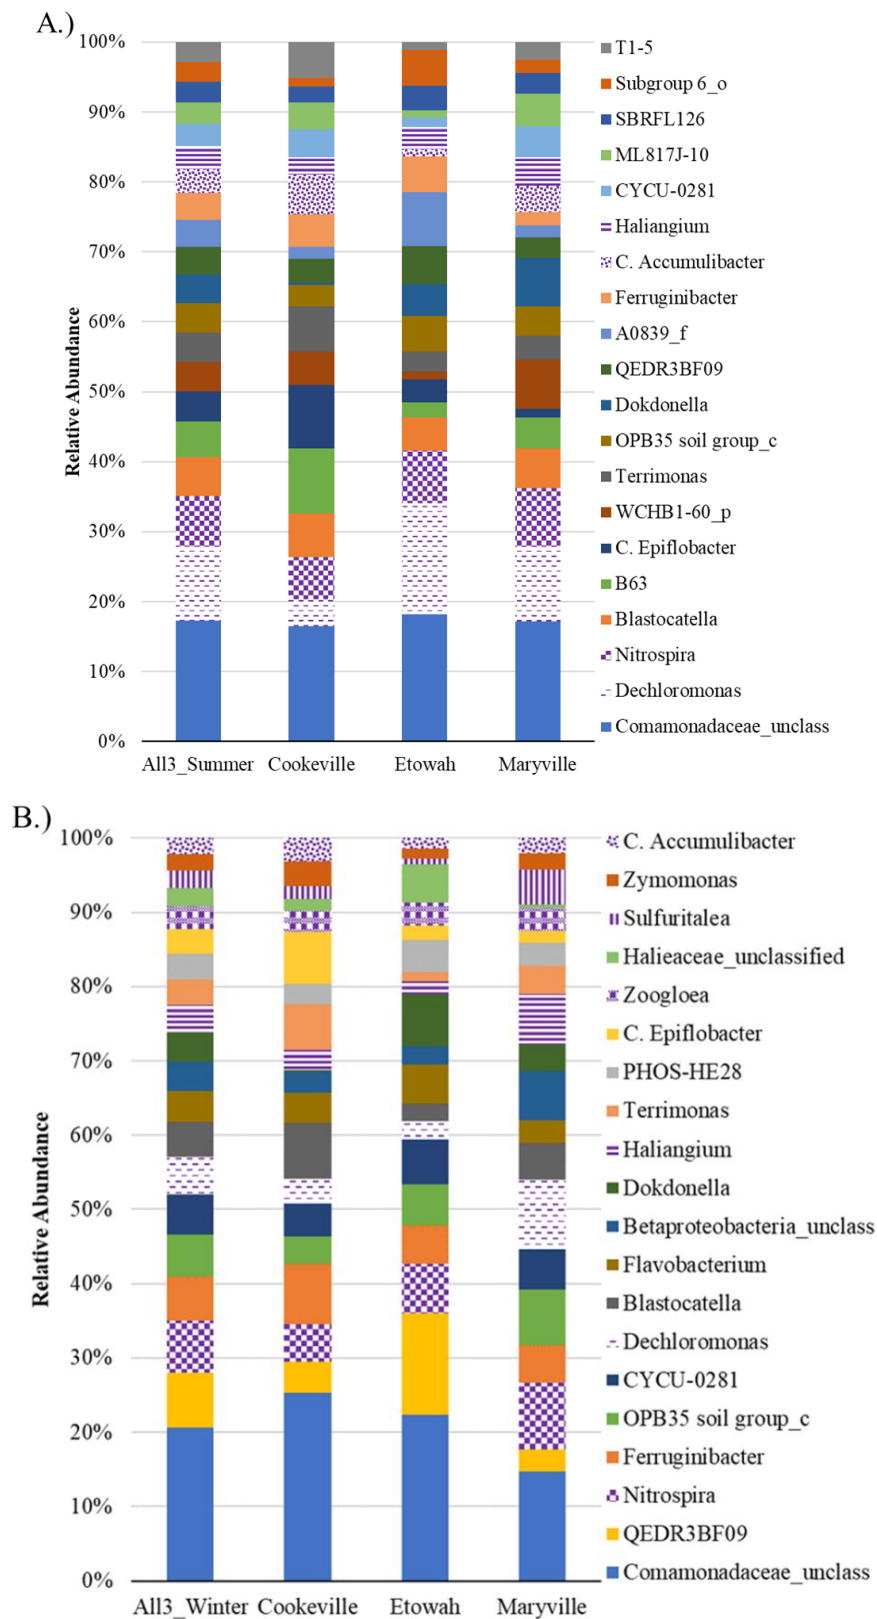 A.)
100%
90%
80%
70%
60%
50%
40%
30%
20%
10%
0%
Relative Abundance
All3_Summer
Cookeville
Etowah
Maryville
T1-5
Subgroup 6_o
SBRFL126
ML817J-10
CYCU-0281
Haliangium
C. Accumulibacter
Ferruginibacter
A0839_f
QEDR3BF09
Dokdonella
OPB35 soil group_c
Terrimonas
WCHB1-60_p
C. Epiflobacter
B63
Blastocatella
Nitrospira
Dechloromonas
Comamonadaceae_unclass
B.)
100%
90%
80%
70%
60%
50%
40%
30%
20%
10%
0%
Relative Abundance
All3_Winter
Cookeville
Etowah
Maryville
C. Accumulibacter
Zymomonas
Sulfuritalea
Halieaceae_unclassified
Zoogloea
C. Epiflobacter
PHOS-HE28
Terrimonas
Haliangium
Dokdonella
Betaproteobacteria_unclass
Flavobacterium
Blastocatella
Dechloromonas
CYCU-0281
OPB35 soil group_c
Ferruginibacter
Nitrospira
QEDR3BF09
Comamonadaceae_unclass